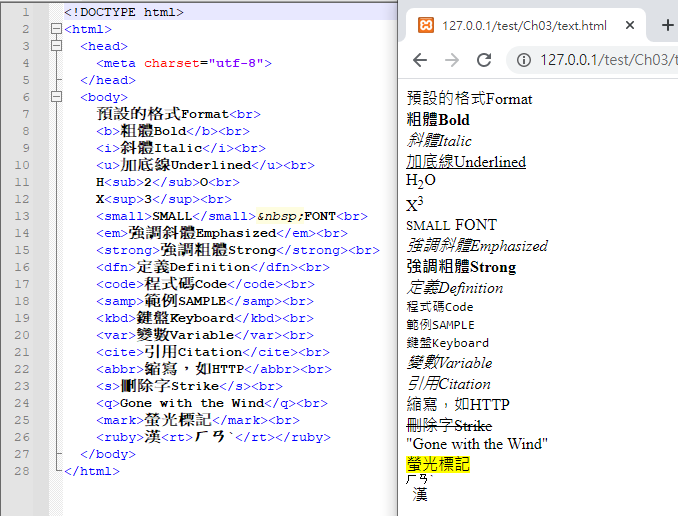 1 <!DOCTYPE html>
2 <html>
3 <head>
4 <meta charset="utf-8">
5 </head>
6 <body>
7 預設的格式Format<br>
8 <b>粗體Bold</b><br>
9 <i>斜體Italic</i><br>
10 <u>加底線Underlined</u><br>
11 H<sub>2</sub>O<br>
12 X<sup>3</sup><br>
13 <small>SMALL</small>&nbsp;FONT<br>
14 <em>強調斜體Emphasized</em><br>
15 <strong>強調粗體Strong</strong><br>
16 <dfn>定義Definition</dfn><br>
17 <code>程式碼Code</code><br>
18 <samp>範例SAMPLE</samp><br>
19 <kbd>鍵盤Keyboard</kbd><br>
20 <var>變數Variable</var><br>
21 <cite>引用Citation</cite><br>
22 <abbr>縮寫，如HTTP</abbr><br>
23 <s>刪除字Strike</s><br>
24 <q>Gone with the Wind</q><br>
25 <mark>螢光標記</mark><br>
26 <ruby>漢<rt>ㄏㄢˋ</rt></ruby>
27 </body>
28 </html>
127.0.0.1/test/Ch03/text.html
127.0.0.1/test/Ch03/t
預設的格式Format
粗體Bold
斜體Italic
加底線Underlined
H2O
X3
SMALL FONT
強調斜體Emphasized
強調粗體Strong
定義Definition
程式碼Code
範例SAMPLE
鍵盤Keyboard
變數Variable
引用Citation
縮寫，如HTTP
刪除字Strike
"Gone with the Wind"
螢光標記
ㄏㄢˋ
漢